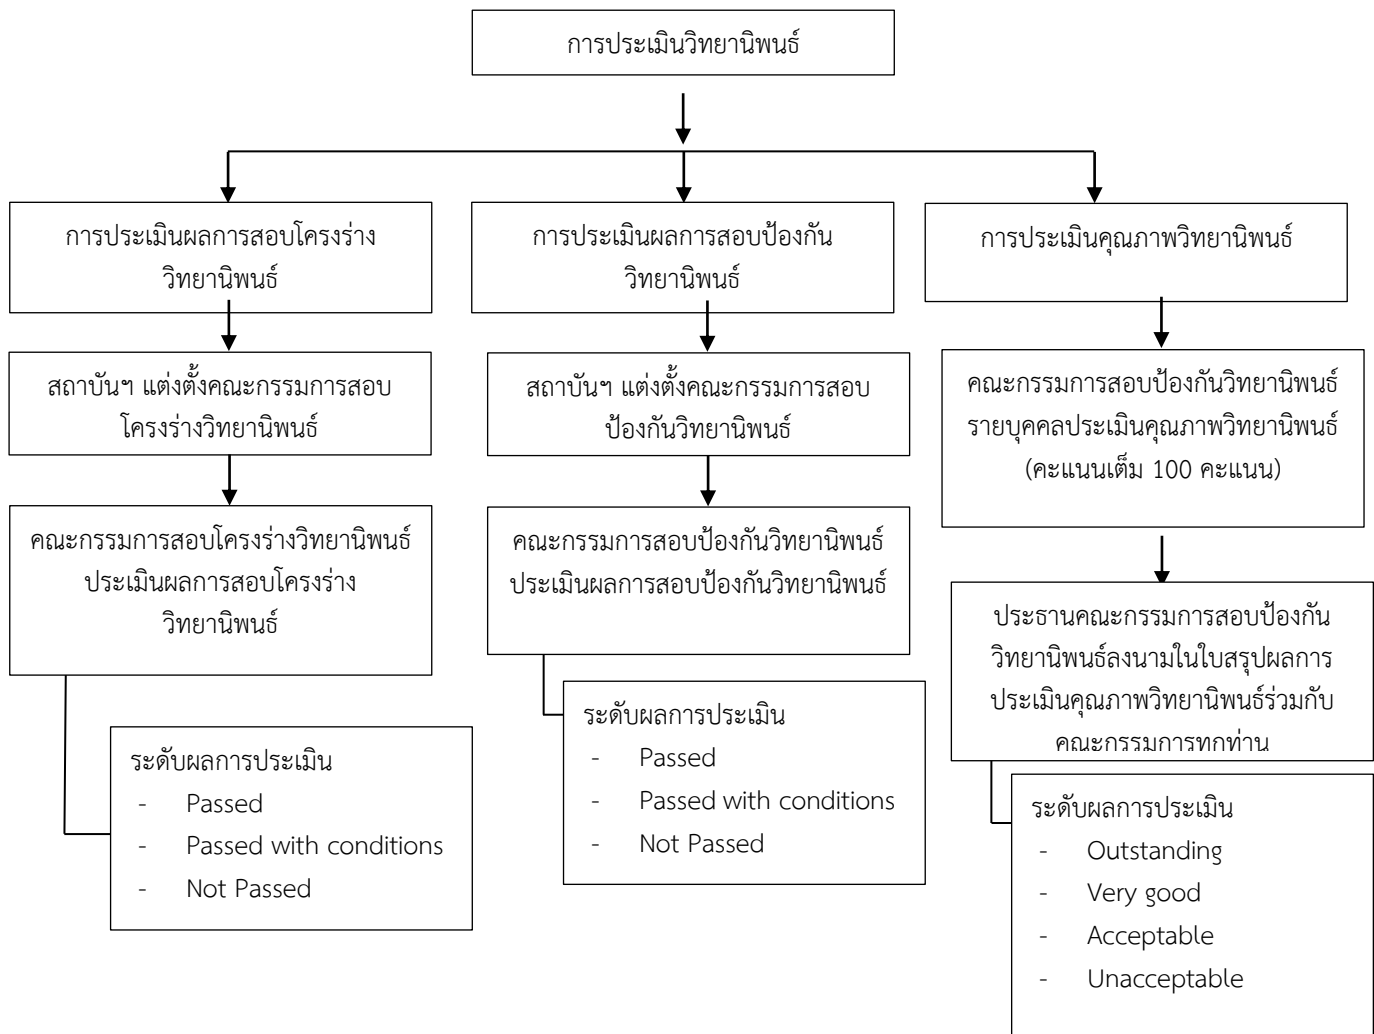 การประเมินวิทยานิพนธ์
การประเมินผลการสอบโครงร่าง
วิทยานิพนธ์
สถาบันฯ แต่งตั้งคณะกรรมการสอบ
โครงร่างวิทยานิพนธ์
คณะกรรมการสอบโครงร่างวิทยานิพนธ์
ประเมินผลการสอบโครงร่าง
วิทยานิพนธ์
ระดับผลการประเมิน
- Passed
- Passed with conditions
- Not Passed
การประเมินผลการสอบป้องกัน
วิทยานิพนธ์
สถาบันฯ แต่งตั้งคณะกรรมการสอบ
ป้องกันวิทยานิพนธ์
คณะกรรมการสอบป้องกันวิทยานิพนธ์
ประเมินผลการสอบป้องกันวิทยานิพนธ์
ระดับผลการประเมิน
- Passed
- Passed with conditions
- Not Passed
การประเมินคุณภาพวิทยานิพนธ์
คณะกรรมการสอบป้องกันวิทยานิพนธ์
รายบุคคลประเมินคุณภาพวิทยานิพนธ์
(คะแนนเต็ม 100 คะแนน)
ประธานคณะกรรมการสอบป้องกัน
วิทยานิพนธ์ลงนามในใบสรุปผลการ
ประเมินคุณภาพวิทยานิพนธ์ร่วมกับ
คณะกรรมการทุกท่าน
ระดับผลการประเมิน
- Outstanding
- Very good
- Acceptable
- Unacceptable